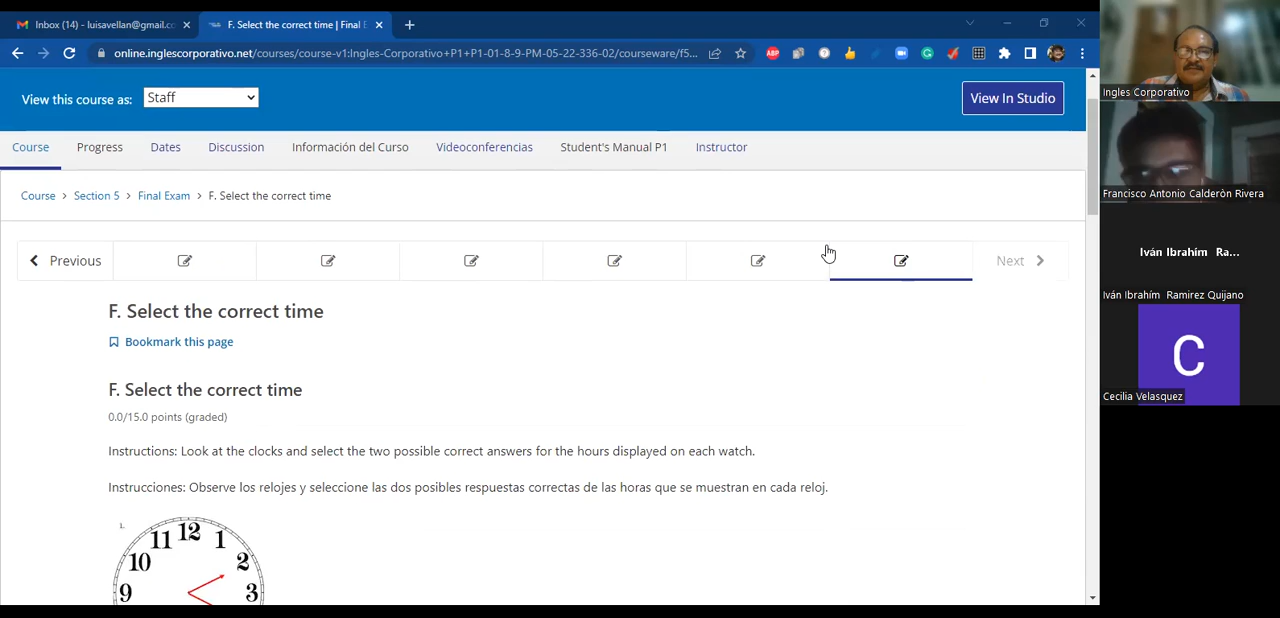 Inbox (14) - luisavellan@gmail.cc
F. Select the correct time | Final E
online.inglescorporativo.net/courses/course-v1:Ingles-Corporativo+P1+P1-01-8-9-PM-05-22-336-02/courseware/f5...
ABP
View this course as:
Staff
View In Studio
Course
Progress
Dates
Discussion
Información del Curso
Videoconferencias
Student's Manual P1
Instructor
Course > Section 5 > Final Exam > F. Select the correct time
Previous
Next
F. Select the correct time
Bookmark this page
F. Select the correct time
0.0/15.0 points (graded)
Instructions: Look at the clocks and select the two possible correct answers for the hours displayed on each watch.
Instrucciones: Observe los relojes y seleccione las dos posibles respuestas correctas de las horas que se muestran en cada reloj.
1.
11 12 1
10 2
9 3
Ingles Corporativo
Francisco Antonio Calderòn Rivera
Iván Ibrahím Ra...
Iván Ibrahím Ramirez Quijano
C
Cecilia Velasquez